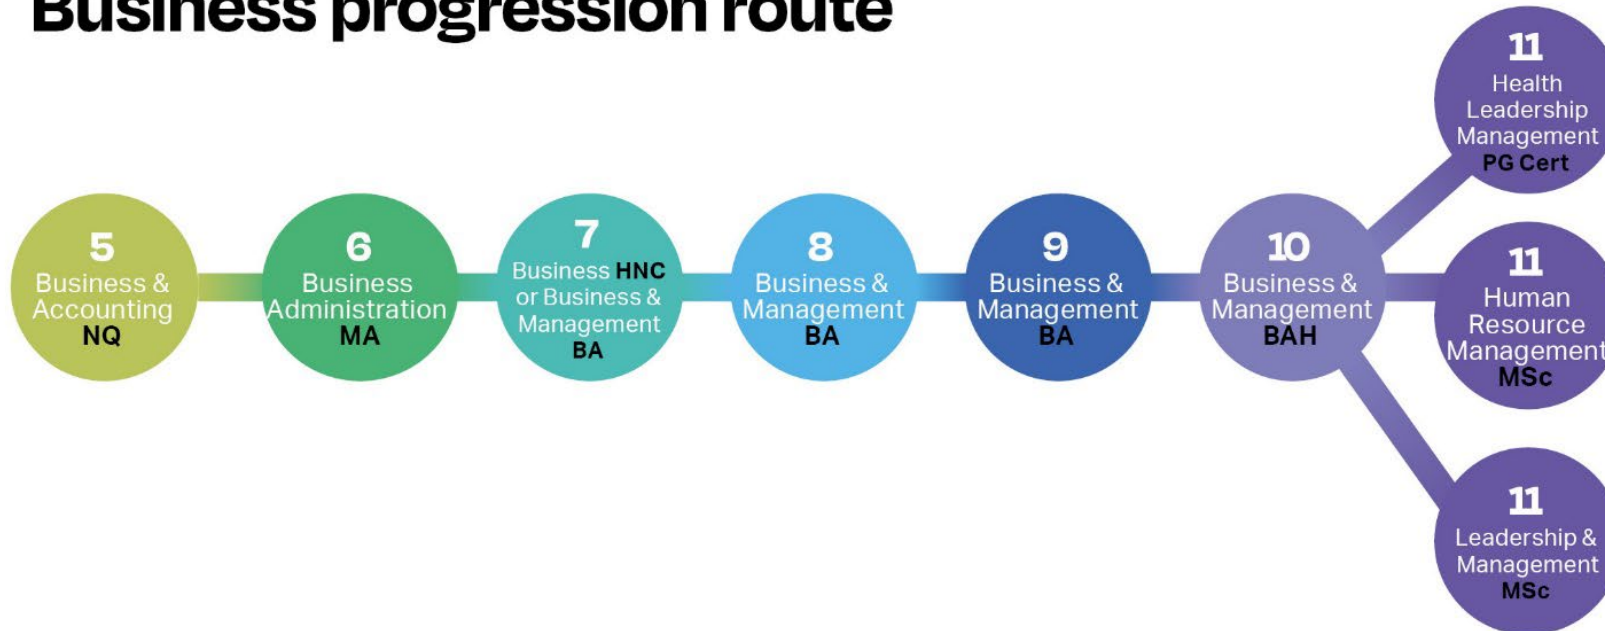 Business progression route
5
Business &
Accounting
NQ
6
Business
Administration
MA
7
Business HNC
or Business &
Management
BA
8
Business &
Management
BA
9
Business &
Management
BA
10
Business &
Management
BAH
11
Health
Leadership
Management
PG Cert
11
Human
Resource
Management
MSc
11
Leadership &
Management
MSc